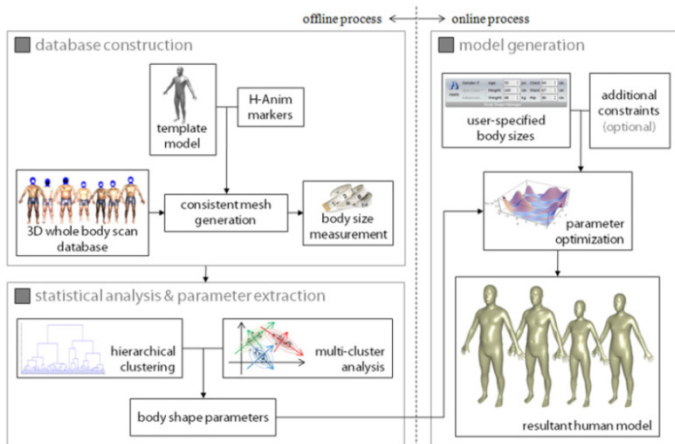 offline process
online process
database construction
template
model
H-Anim
markers
3D whole body scan
database
consistent mesh
generation
body size
measurement
statistical analysis & parameter extraction
hierarchical
clustering
multi-cluster
analysis
body shape parameters
model generation
user-specified
body sizes
additional
constraints
(optional)
parameter
optimization
resultant human model